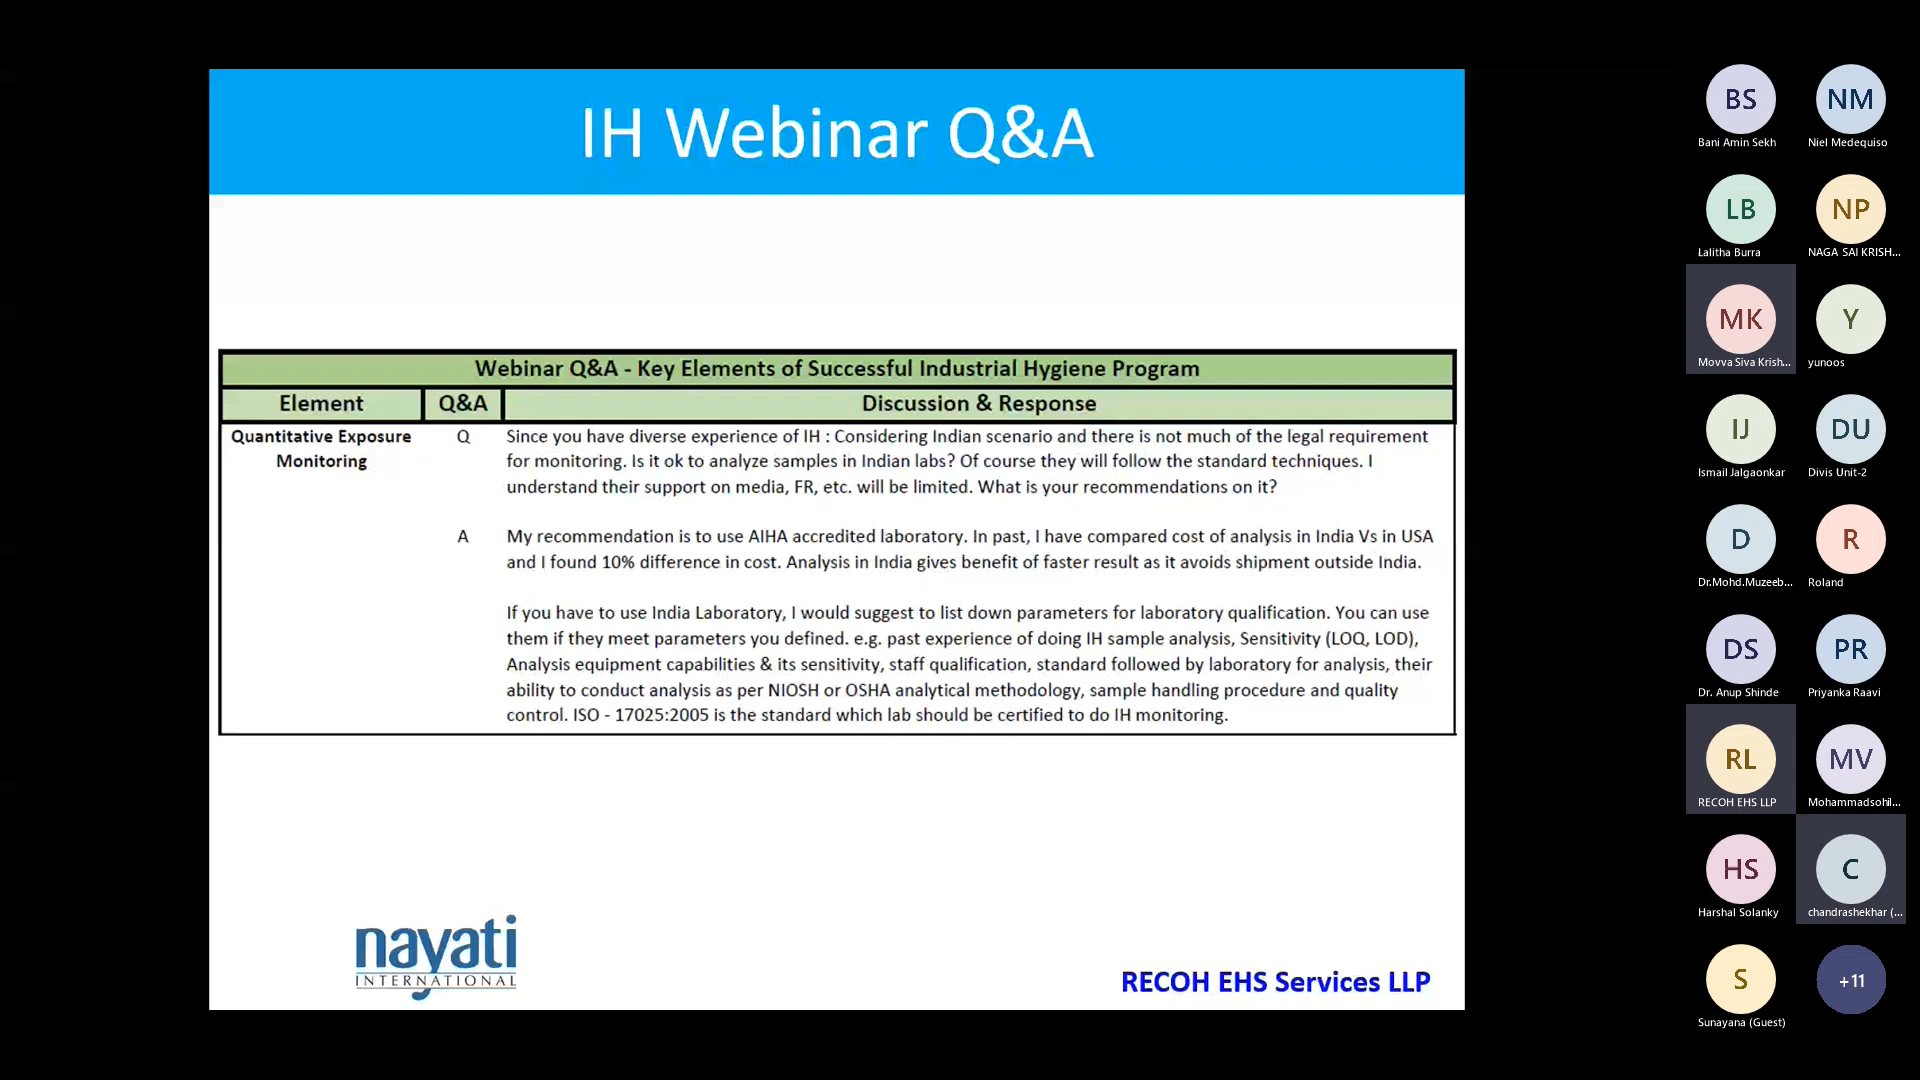 IH Webinar Q&A
Webinar Q&A - Key Elements of Successful Industrial Hygiene Program
Element Q&A Discussion & Response
Quantitative Exposure Monitoring
Q
Since you have diverse experience of IH : Considering Indian scenario and there is not much of the legal requirement
for monitoring. Is it ok to analyze samples in Indian labs? Of course they will follow the standard techniques. I
understand their support on media, FR, etc. will be limited. What is your recommendations on it?
A
My recommendation is to use AIHA accredited laboratory. In past, I have compared cost of analysis in India Vs in USA
and I found 10% difference in cost. Analysis in India gives benefit of faster result as it avoids shipment outside India.
If you have to use India Laboratory, I would suggest to list down parameters for laboratory qualification. You can use
them if they meet parameters you defined. e.g. past experience of doing IH sample analysis, Sensitivity (LOQ, LOD),
Analysis equipment capabilities & its sensitivity, staff qualification, standard followed by laboratory for analysis, their
ability to conduct analysis as per NIOSH or OSHA analytical methodology, sample handling procedure and quality
control. ISO - 17025:2005 is the standard which lab should be certified to do IH monitoring.
nayati
INTERNATIONAL
RECOH EHS Services LLP
BS NM
Bani Amin Sekh Niel Medequiso
LB NP
Lalitha Burra NAGA SAI KRISH...
MK Y
Movva Siva Krish... yunoos
IJ DU
Ismail Jalgaonkar Divis Unit-2
D R
Dr.Mohd.Muzeeb... Roland
DS PR
Dr. Anup Shinde Priyanka Raavi
RL MV
RECOH EHS LLP Mohammadsohil...
HS C
Harshal Solanky chandrashekhar (...
S +11
Sunayana (Guest)